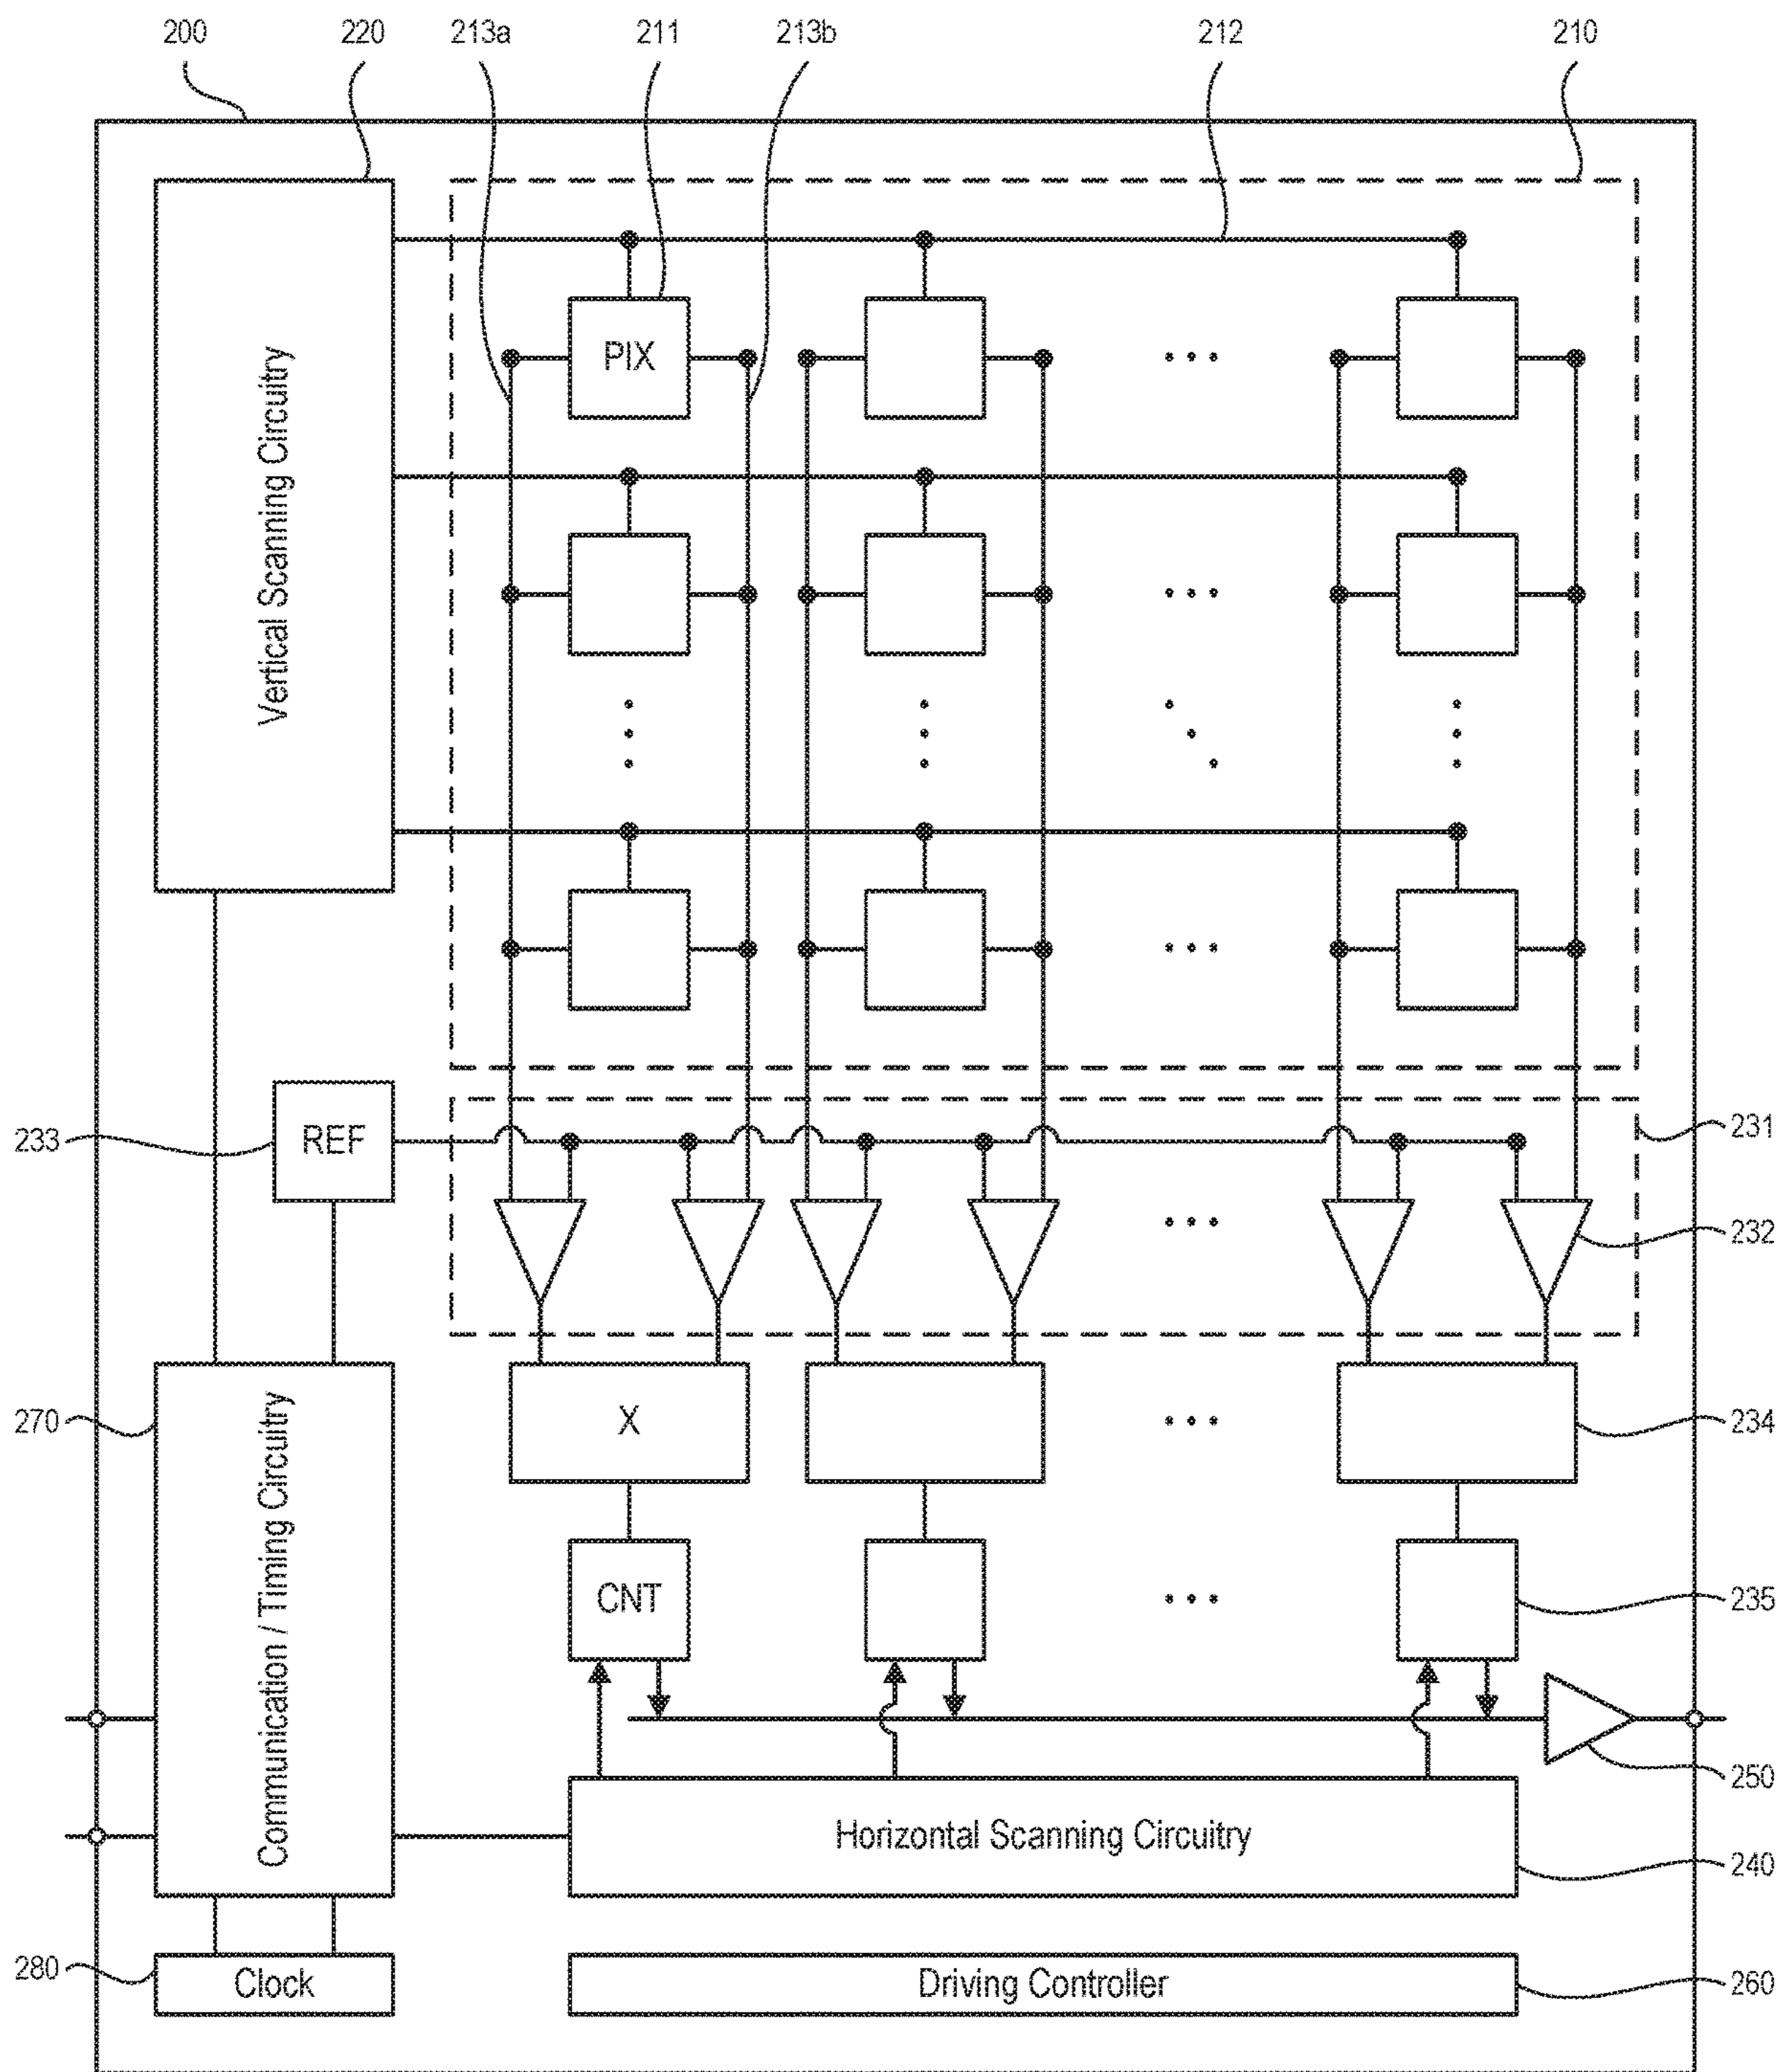 200 220 213a 211 213b 212 210
Vertical Scanning Circuitry
PIX
233
REF
231
232
270
Communication / Timing Circuitry
X
234
CNT
235
250
Horizontal Scanning Circuitry
240
280
Clock
Driving Controller
260